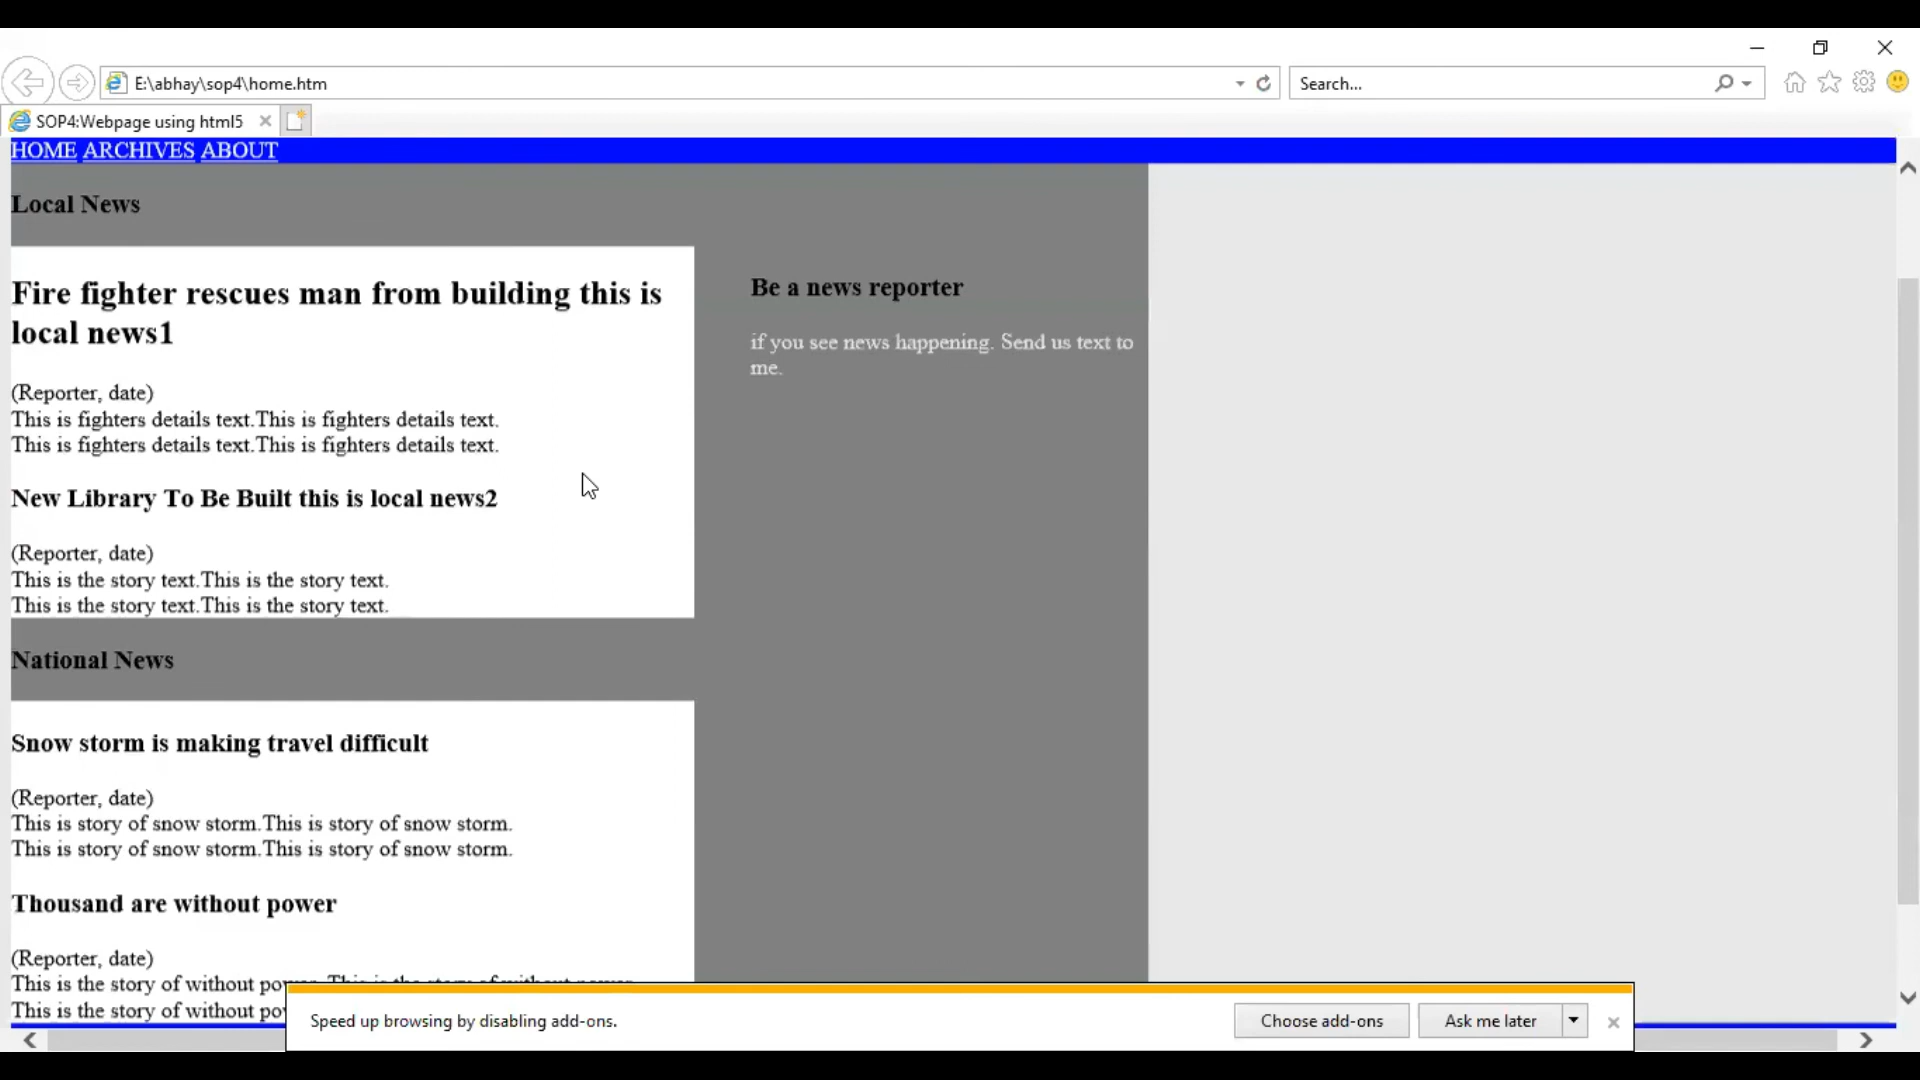 E:\abhay\sop4\home.htm
Search...
SOP4:Webpage using html5
HOME ARCHIVES ABOUT
Local News
Fire fighter rescues man from building this is
local news1
(Reporter, date)
This is fighters details text.This is fighters details text.
This is fighters details text.This is fighters details text.
New Library To Be Built this is local news2
(Reporter, date)
This is the story text.This is the story text.
This is the story text.This is the story text.
Be a news reporter
if you see news happening. Send us text to
me.
National News
Snow storm is making travel difficult
(Reporter, date)
This is story of snow storm.This is story of snow storm.
This is story of snow storm.This is story of snow storm.
Thousand are without power
(Reporter, date)
This is the story of without power. This is the story of without power.
This is the story of without
Speed up browsing by disabling add-ons.
Choose add-ons
Ask me later